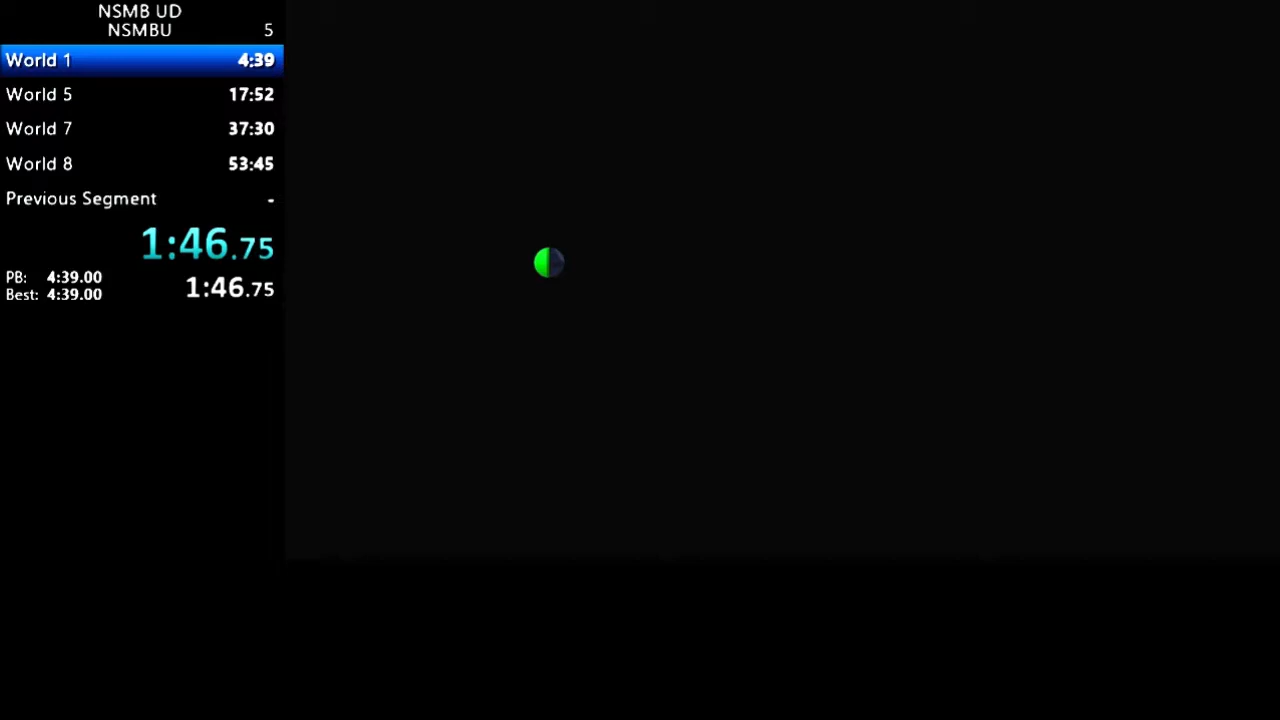 NSMB UD
NSMBU 5
World 1 4:39
World 5 17:52
World 7 37:30
World 8 53:45
Previous Segment -
1:46.75
PB: 4:39.00
Best: 4:39.00 1:46.75